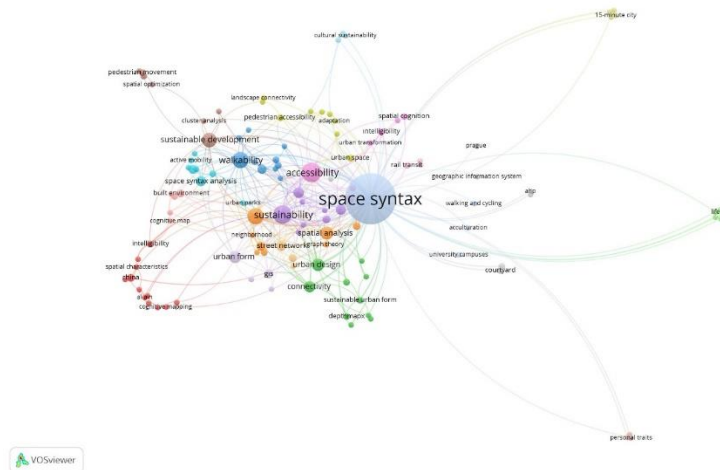 15-minute city
cultural sustainability
pedestrian movement
spatial optimization
landscape connectivity
pedestrian accessibility
adaptation
spatial cognition
cluster analysis
intelligibility
sustainable development
urban transformation
prague
active mobility
walkability
urban space
rail transit
accessibility
geographic information system
space syntax analysis
built environment
ahp
space syntax
urban parks
walking and cycling
cognitive map
sustainability
acculturation
neighborhood
spatial analysis
intelligibility
street networks
graph theory
urban form
university campuses
urban design
spatial characteristics
courtyard
china
gis
connectivity
sustainable urban form
cognitive mapping
depthmapx
personal traits
VOSviewer